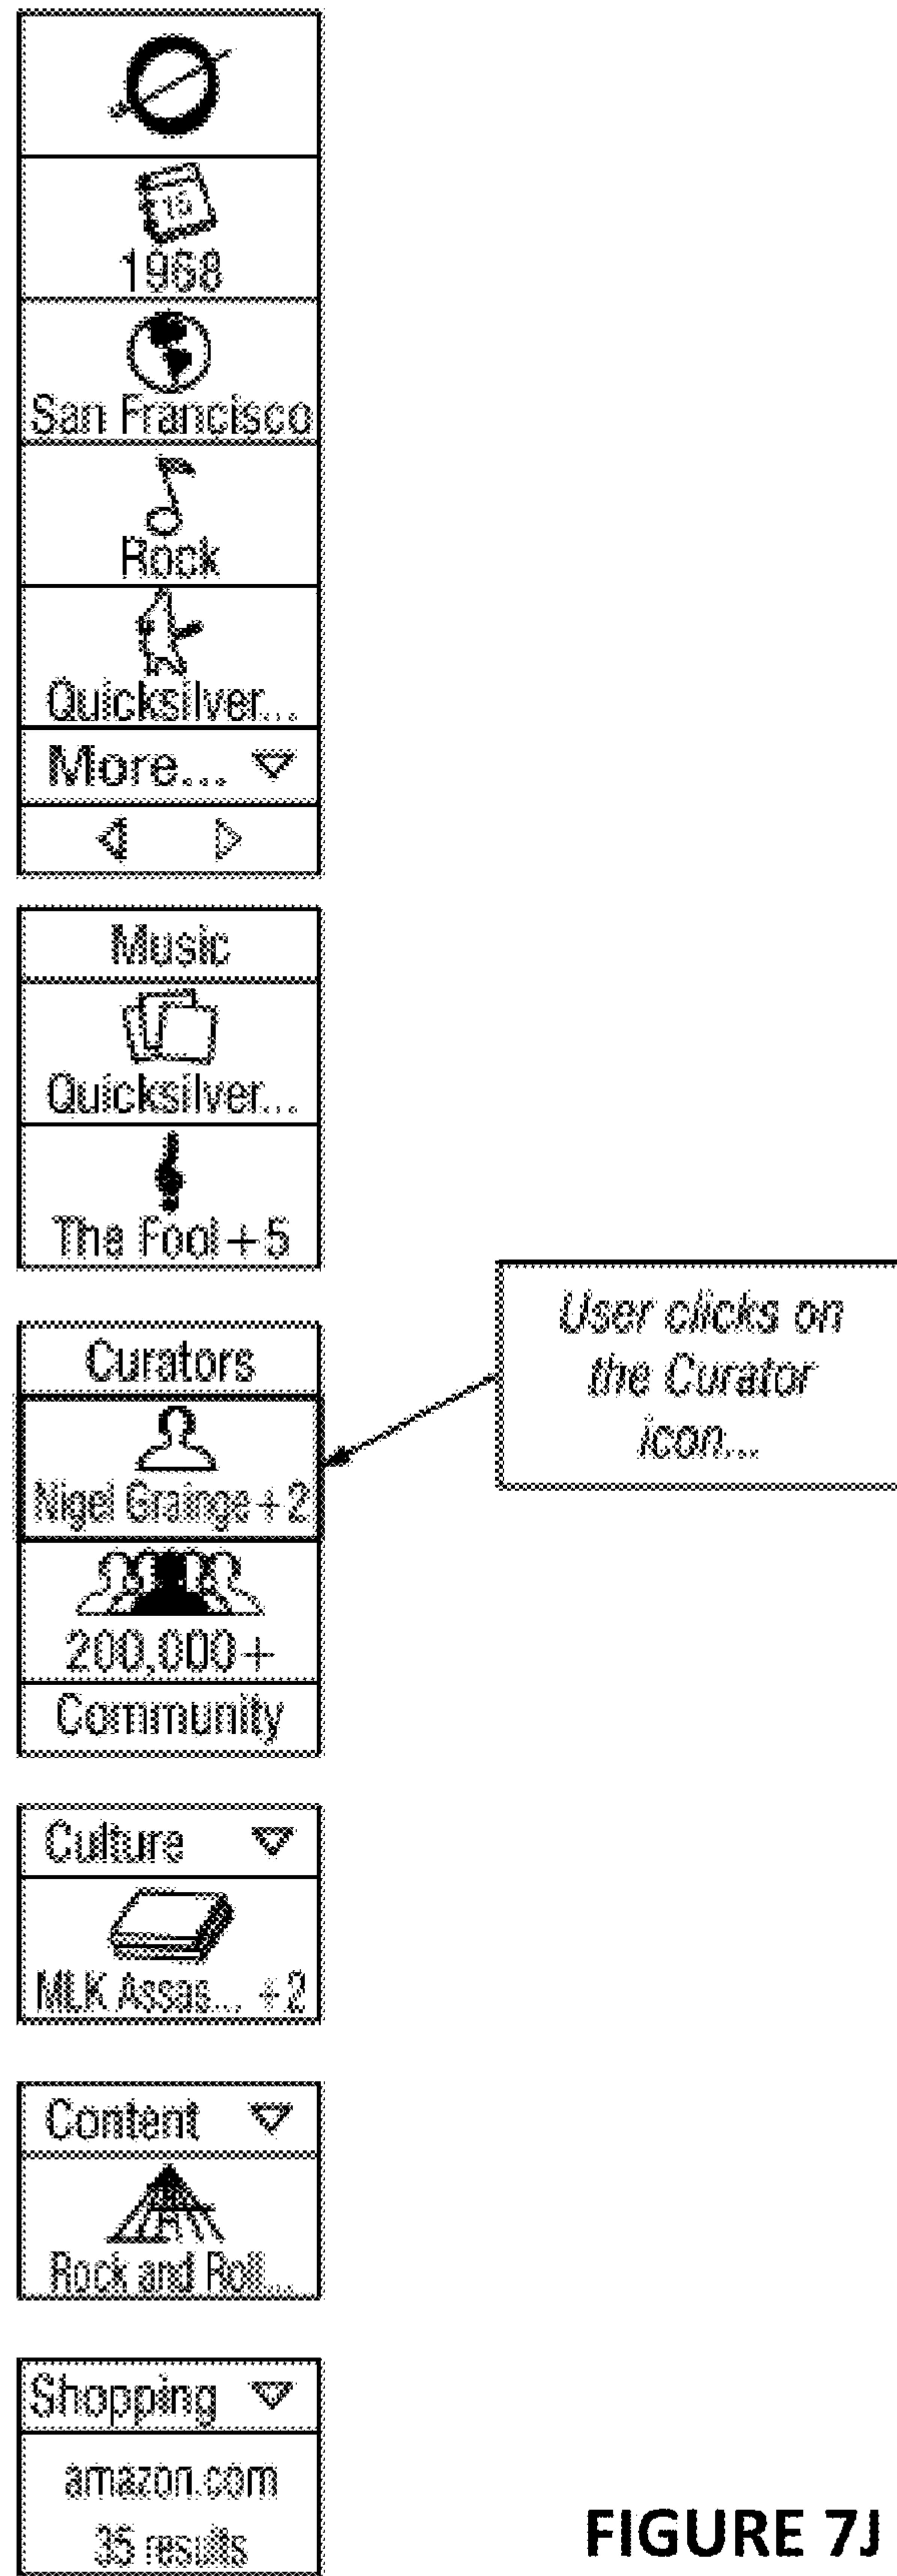 15
1968
San Francisco
Rock
Quicksilver...
More...
Music
Quicksilver...
The Fool +5
Curators
Nigel Grainge +2
200,000+
Community
User clicks on
the Curator
icon...
Culture
MLK Assas... +2
Content
Rock and Roll...
Shopping
amazon.com
35 results
FIGURE 7J